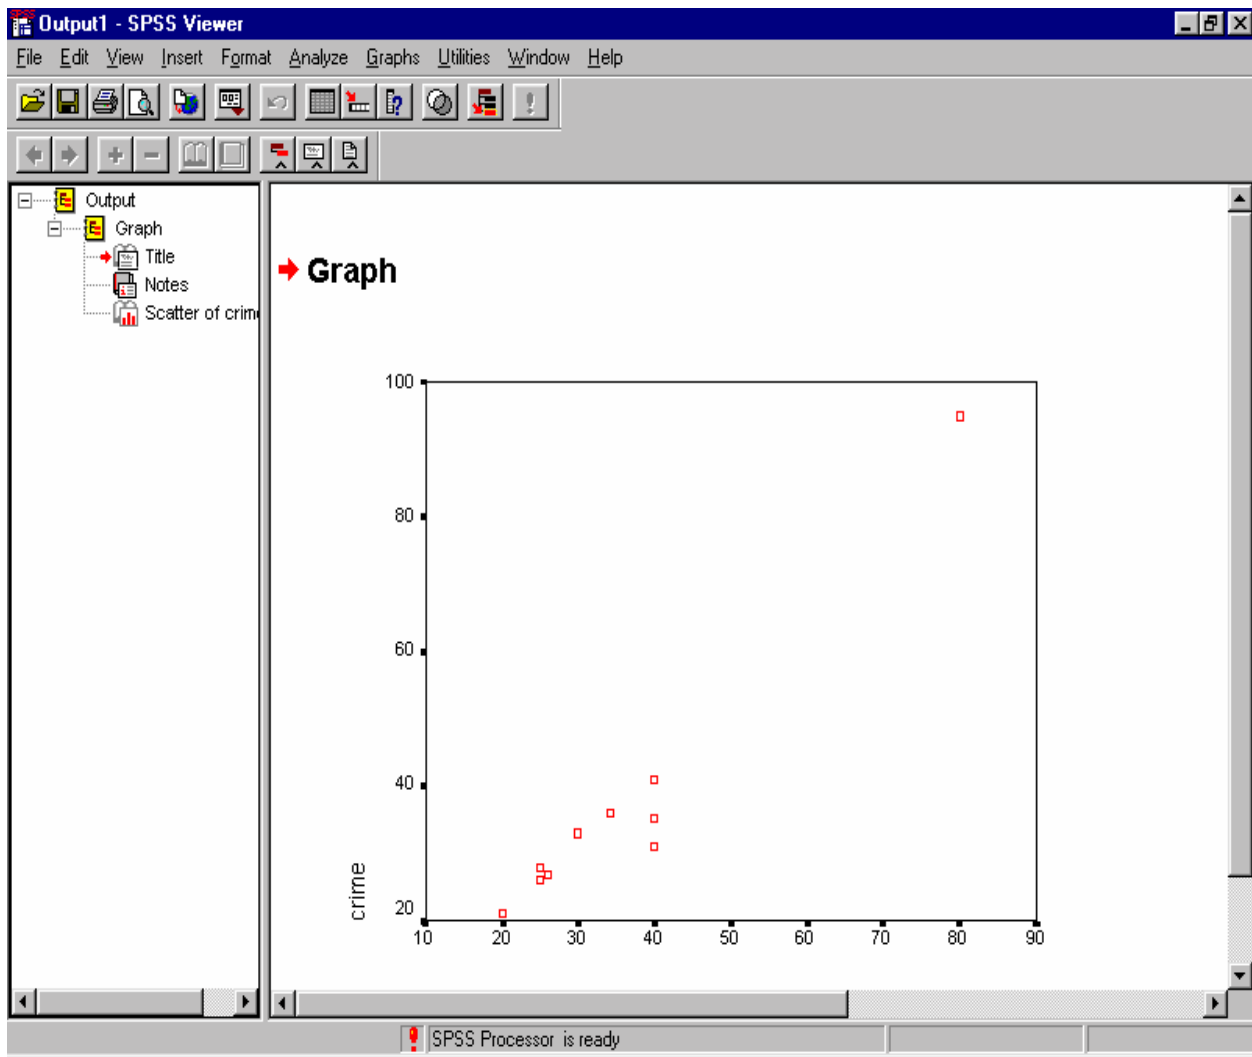 Output1 - SPSS Viewer
File Edit View Insert Format Analyze Graphs Utilities Window Help
Output
Graph
Title
Notes
Scatter of crim
Graph
100
80
60
40
20
crime
10 20 30 40 50 60 70 80 90
SPSS Processor is ready